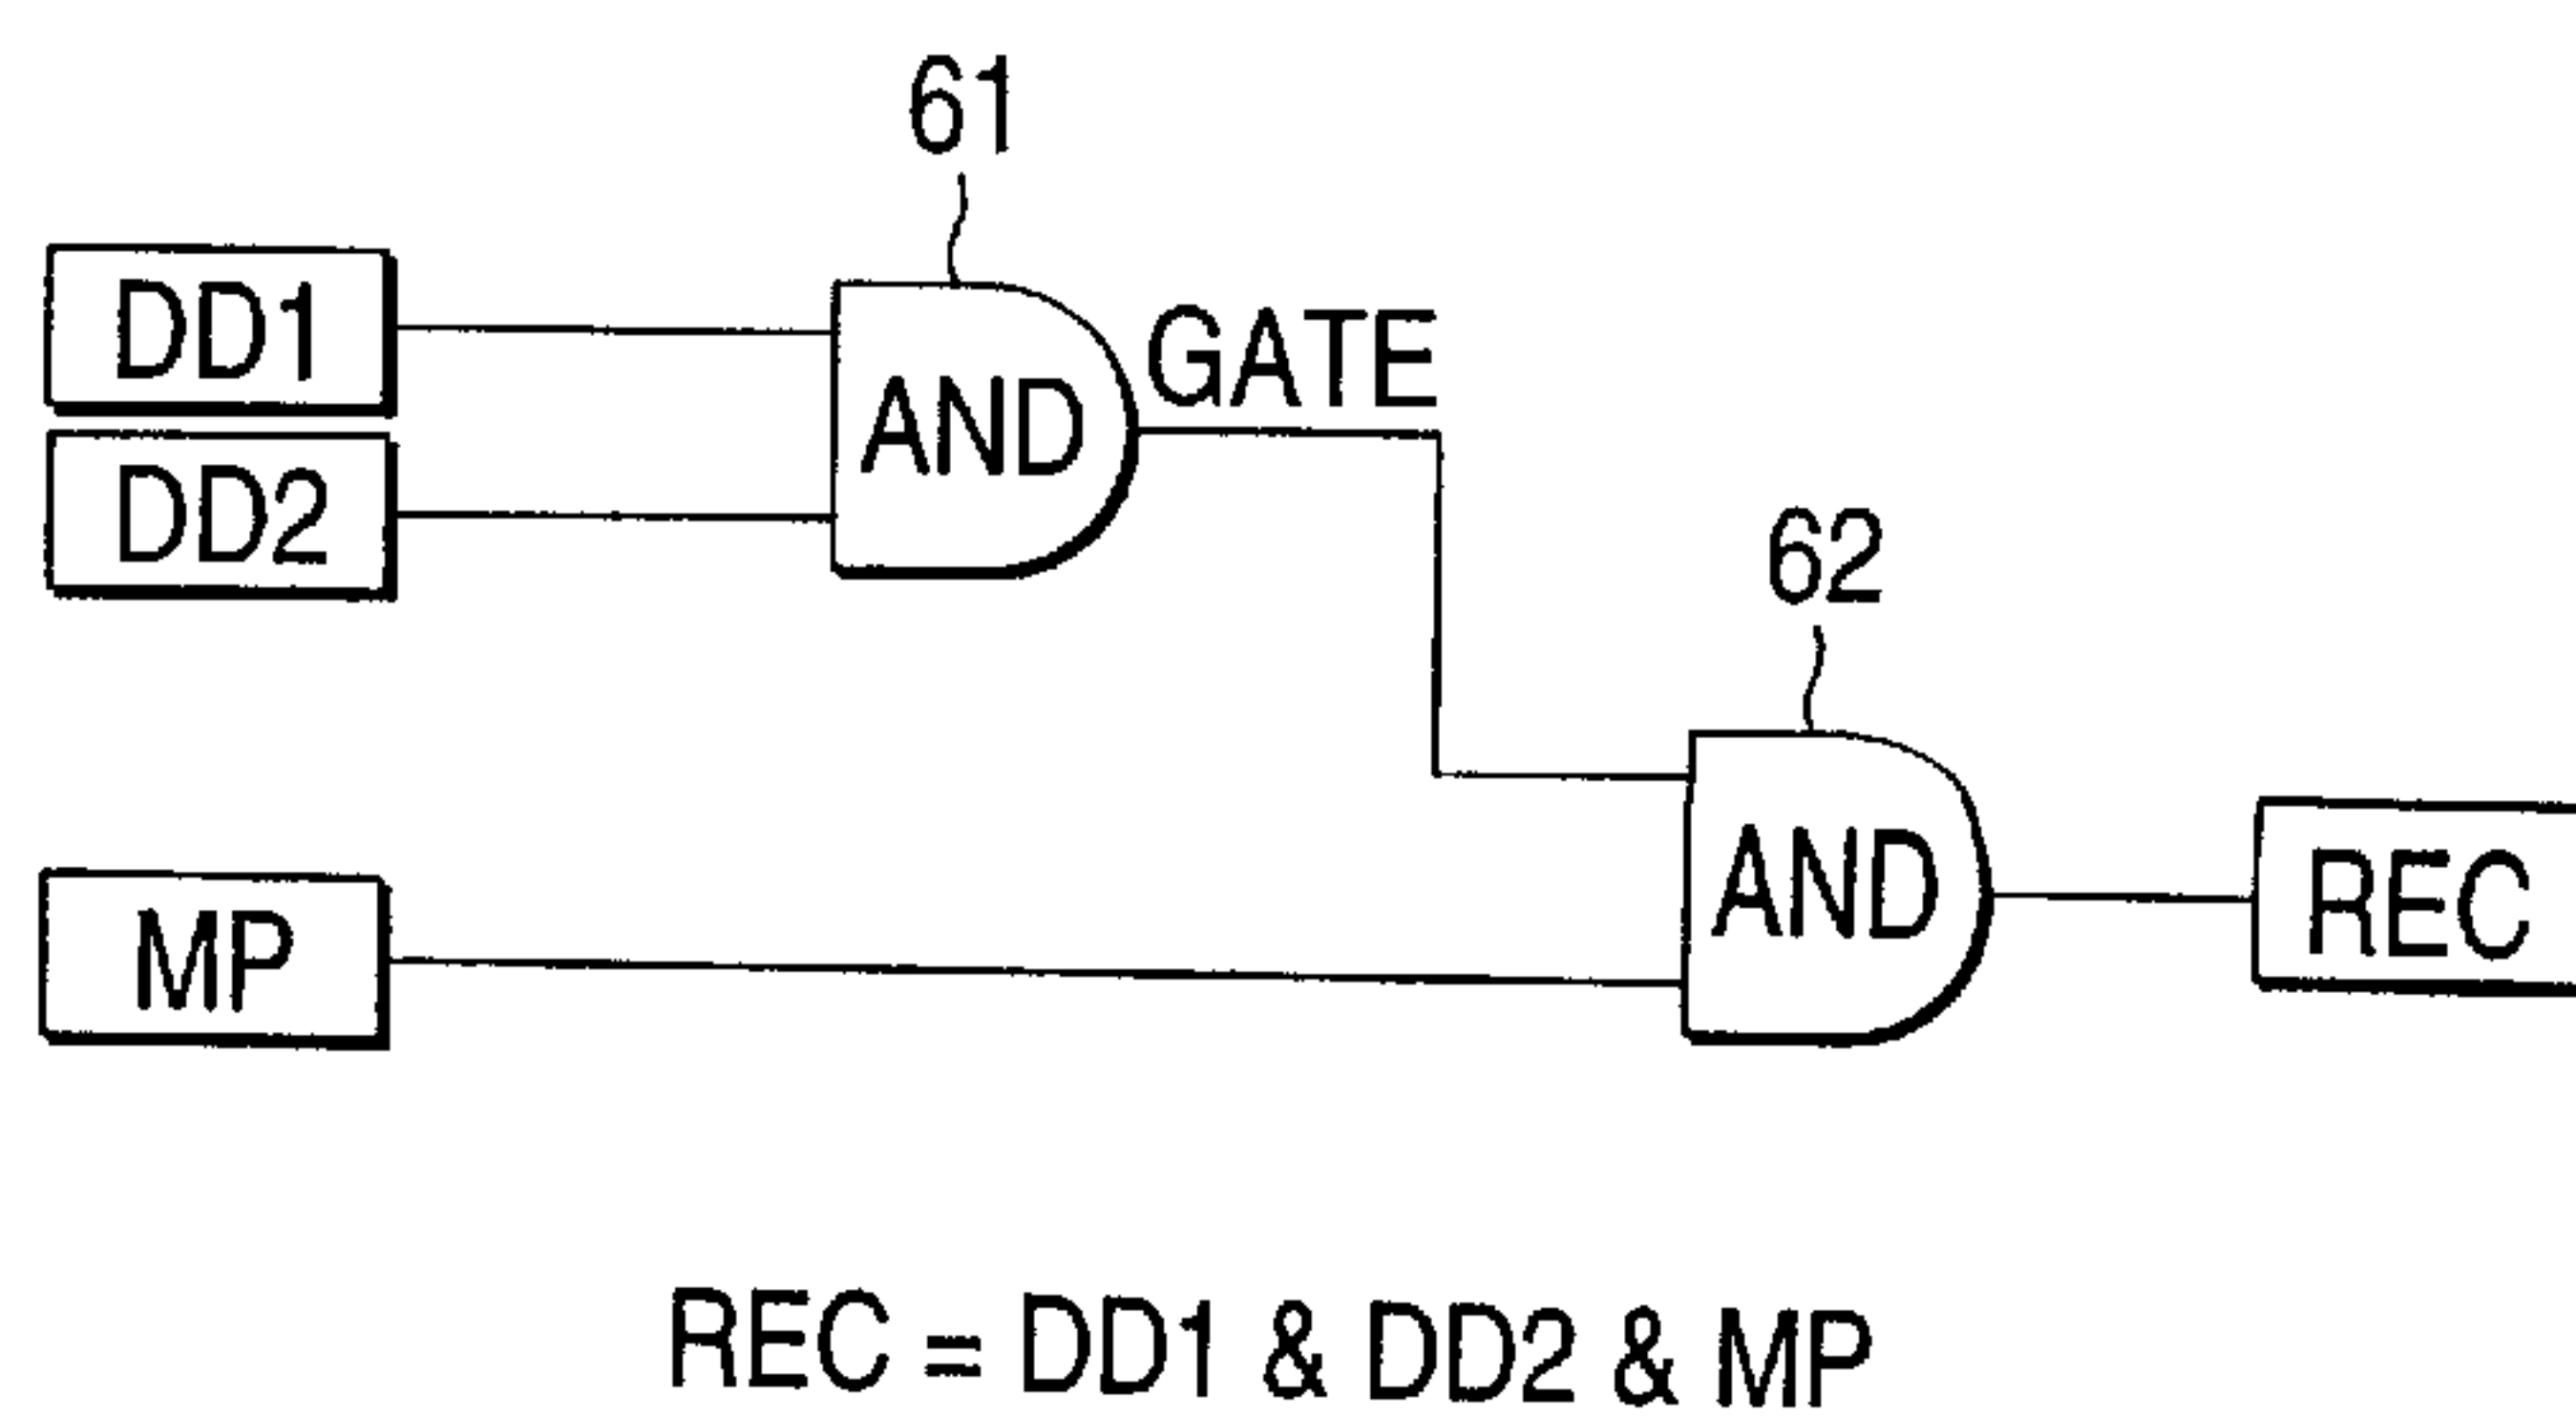 61
DD1
AND
GATE
DD2
62
MP
AND
REC
REC = DD1 & DD2 & MP